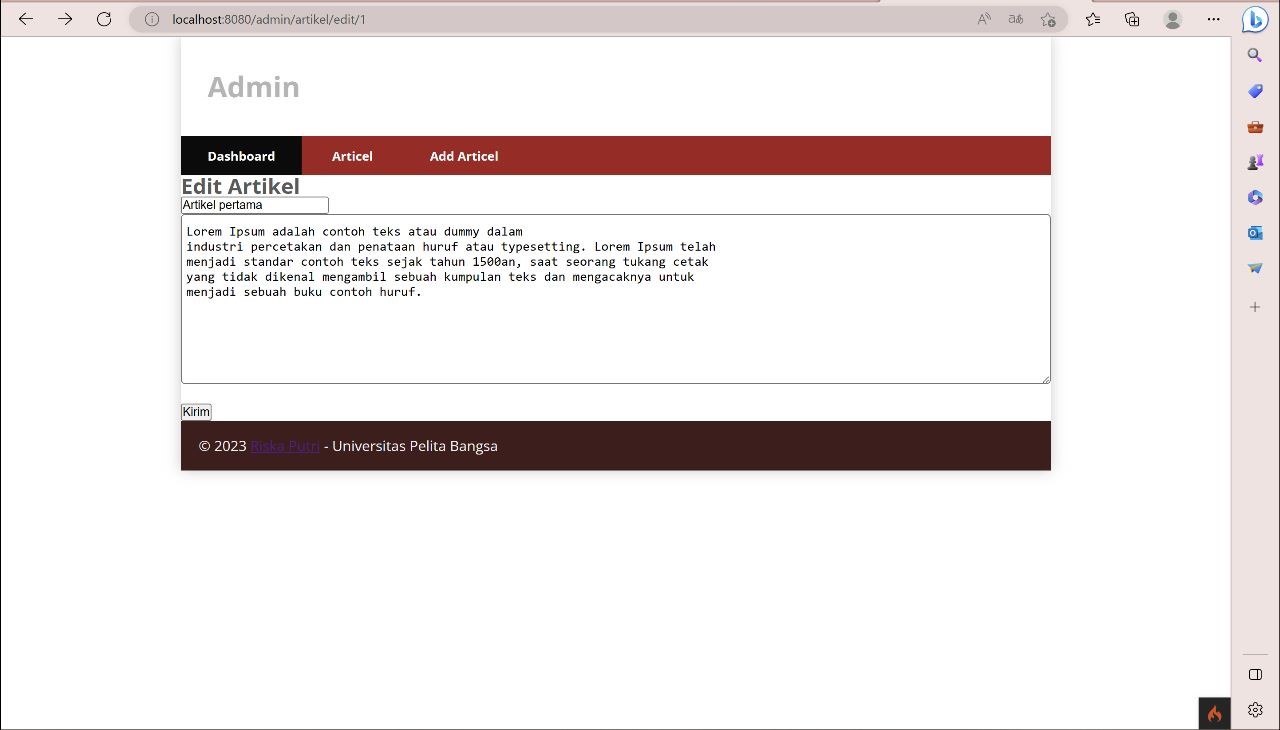 localhost:8080/admin/artikel/edit/1
Admin
Dashboard Articel Add Articel
Edit Artikel
Artikel pertama
Lorem Ipsum adalah contoh teks atau dummy dalam
industri percetakan dan penataan huruf atau typesetting. Lorem Ipsum telah
menjadi standar contoh teks sejak tahun 1500an, saat seorang tukang cetak
yang tidak dikenal mengambil sebuah kumpulan teks dan mengacaknya untuk
menjadi sebuah buku contoh huruf.
Kirim
© 2023 Riska Putri - Universitas Pelita Bangsa